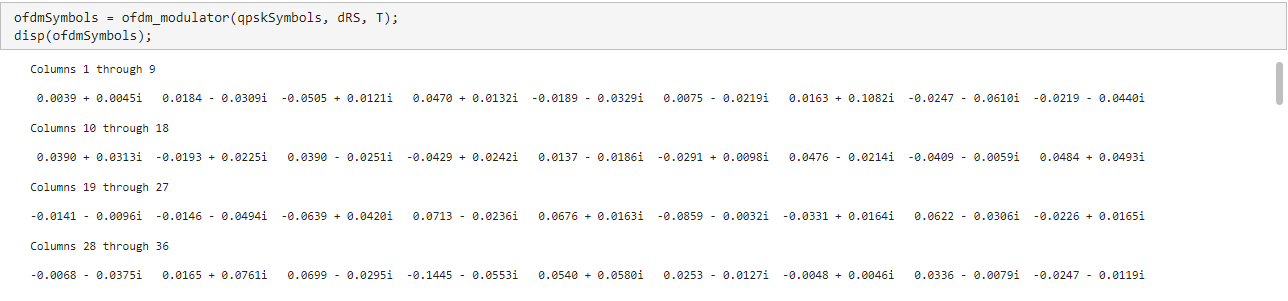 ofdmSymbols = ofdm_modulator(qpskSymbols, dRS, T);
disp(ofdmSymbols);
Columns 1 through 9
0.0039 + 0.0045i 0.0184 - 0.0309i -0.0505 + 0.0121i 0.0470 + 0.0132i -0.0189 - 0.0329i 0.0075 - 0.0219i 0.0163 + 0.1082i -0.0247 - 0.0610i -0.0219 - 0.0440i
Columns 10 through 18
0.0390 + 0.0313i -0.0193 + 0.0225i 0.0390 - 0.0251i -0.0429 + 0.0242i 0.0137 - 0.0186i -0.0291 + 0.0098i 0.0476 - 0.0214i -0.0409 - 0.0059i 0.0484 + 0.0493i
Columns 19 through 27
-0.0141 - 0.0096i -0.0146 - 0.0494i -0.0639 + 0.0420i 0.0713 - 0.0236i 0.0676 + 0.0163i -0.0859 - 0.0032i -0.0331 + 0.0164i 0.0622 - 0.0306i -0.0226 + 0.0165i
Columns 28 through 36
-0.0068 - 0.0375i 0.0165 + 0.0761i 0.0699 - 0.0295i -0.1445 - 0.0553i 0.0540 + 0.0580i 0.0253 - 0.0127i -0.0048 + 0.0046i 0.0336 - 0.0079i -0.0247 - 0.0119i